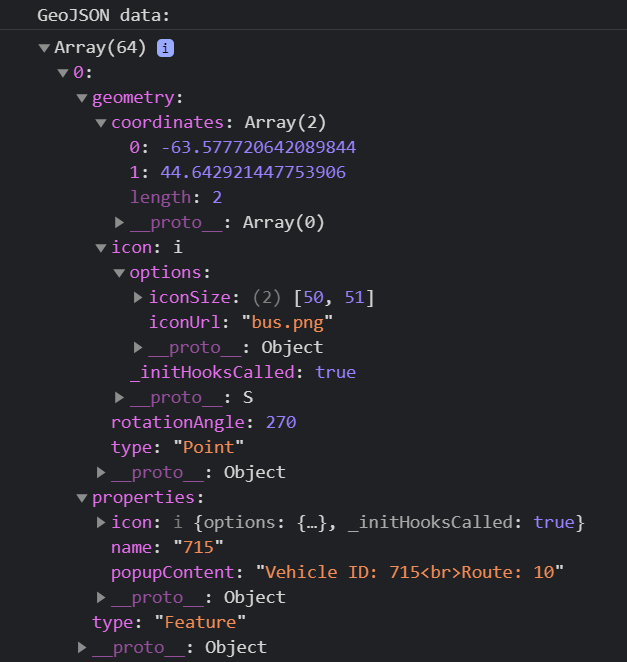 GeoJSON data:
Array(64) i
0:
geometry:
coordinates: Array(2)
0: -63.577720642089844
1: 44.642921447753906
length: 2
__proto__: Array(0)
icon: i
options:
iconSize: (2) [50, 51]
iconUrl: "bus.png"
__proto__: Object
_initHooksCalled: true
__proto__: S
rotationAngle: 270
type: "Point"
__proto__: Object
properties:
icon: i {options: {…}, _initHooksCalled: true}
name: "715"
popupContent: "Vehicle ID: 715<br>Route: 10"
__proto__: Object
type: "Feature"
__proto__: Object